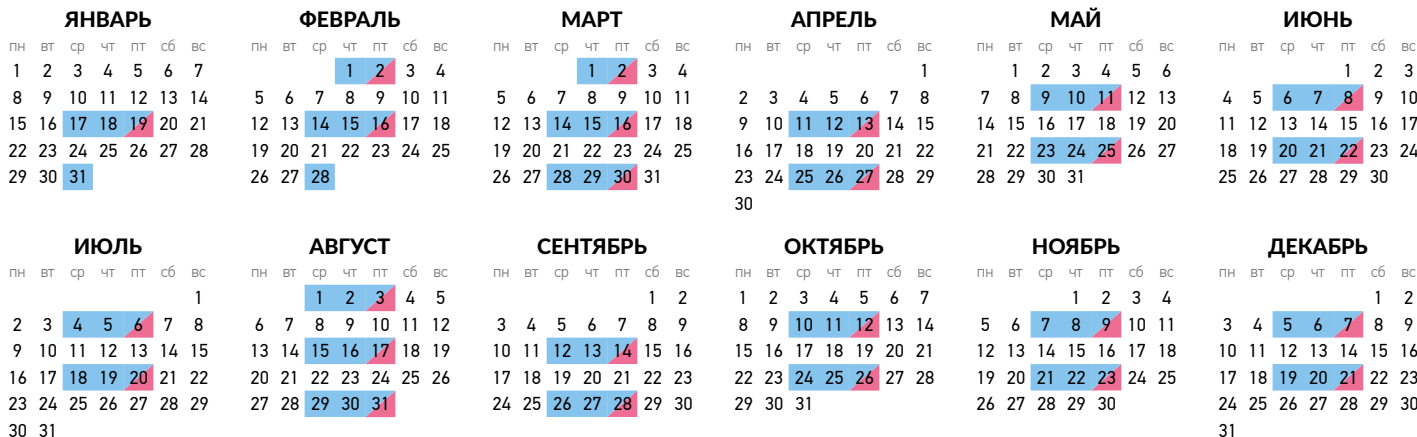 ЯНВАРЬ
пн вт ср чт пт сб вс
1 2 3 4 5 6 7
8 9 10 11 12 13 14
15 16 17 18 19 20 21
22 23 24 25 26 27 28
29 30 31
ФЕВРАЛЬ
пн вт ср чт пт сб вс
1 2 3 4
5 6 7 8 9 10 11
12 13 14 15 16 17 18
19 20 21 22 23 24 25
26 27 28
МАРТ
пн вт ср чт пт сб вс
1 2 3 4
5 6 7 8 9 10 11
12 13 14 15 16 17 18
19 20 21 22 23 24 25
26 27 28 29 30 31
АПРЕЛЬ
пн вт ср чт пт сб вс
1
2 3 4 5 6 7 8
9 10 11 12 13 14 15
16 17 18 19 20 21 22
23 24 25 26 27 28 29
30
МАЙ
пн вт ср чт пт сб вс
1 2 3 4 5 6
7 8 9 10 11 12 13
14 15 16 17 18 19 20
21 22 23 24 25 26 27
28 29 30 31
ИЮНЬ
пн вт ср чт пт сб вс
1 2 3
4 5 6 7 8 9 10
11 12 13 14 15 16 17
18 19 20 21 22 23 24
25 26 27 28 29 30
ИЮЛЬ
пн вт ср чт пт сб вс
1
2 3 4 5 6 7 8
9 10 11 12 13 14 15
16 17 18 19 20 21 22
23 24 25 26 27 28 29
30 31
АВГУСТ
пн вт ср чт пт сб вс
1 2 3 4 5
6 7 8 9 10 11 12
13 14 15 16 17 18 19
20 21 22 23 24 25 26
27 28 29 30 31
СЕНТЯБРЬ
пн вт ср чт пт сб вс
1 2
3 4 5 6 7 8 9
10 11 12 13 14 15 16
17 18 19 20 21 22 23
24 25 26 27 28 29 30
ОКТЯБРЬ
пн вт ср чт пт сб вс
1 2 3 4 5 6 7
8 9 10 11 12 13 14
15 16 17 18 19 20 21
22 23 24 25 26 27 28
29 30 31
НОЯБРЬ
пн вт ср чт пт сб вс
1 2 3 4
5 6 7 8 9 10 11
12 13 14 15 16 17 18
19 20 21 22 23 24 25
26 27 28 29 30
ДЕКАБРЬ
пн вт ср чт пт сб вс
1 2
3 4 5 6 7 8 9
10 11 12 13 14 15 16
17 18 19 20 21 22 23
24 25 26 27 28 29 30
31